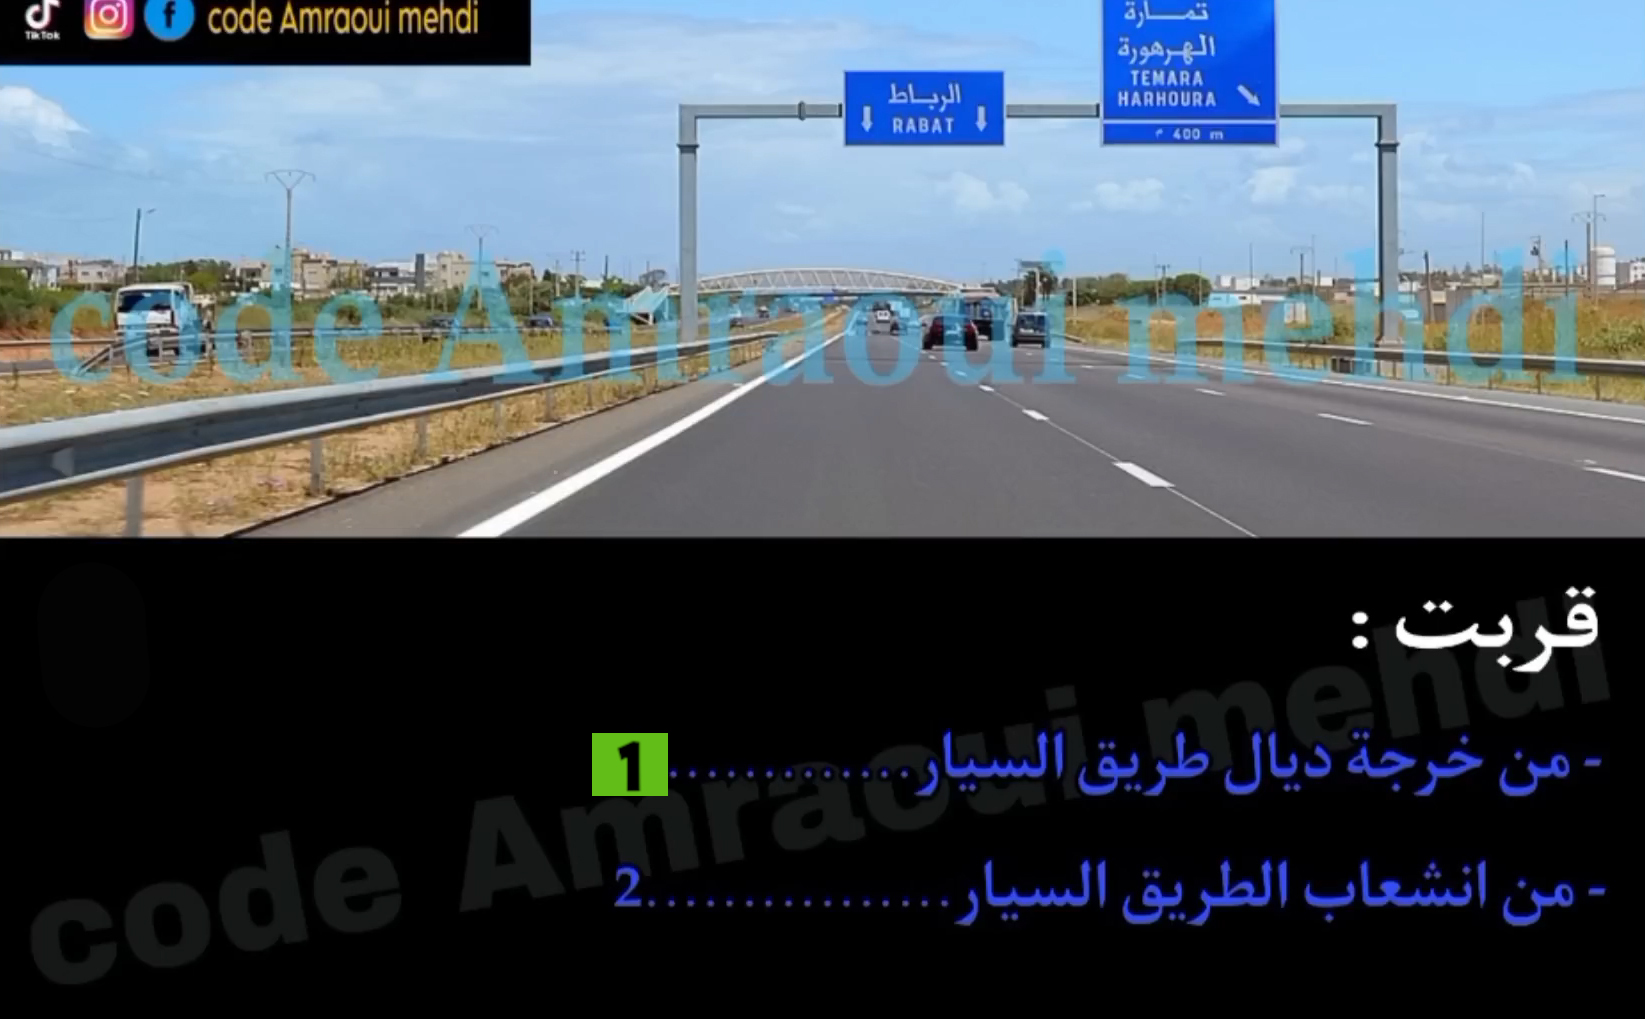 TikTok
code Amraoui mehdi
تمارة
الهرهورة
TEMARA
HARHOURA
م 400 m
الرباط
RABAT
code Amraoui mehdi
قربت :
- من خرجة ديال طريق السيار.............1
- من انشعاب الطريق السيار................2
code Amraoui mehdi